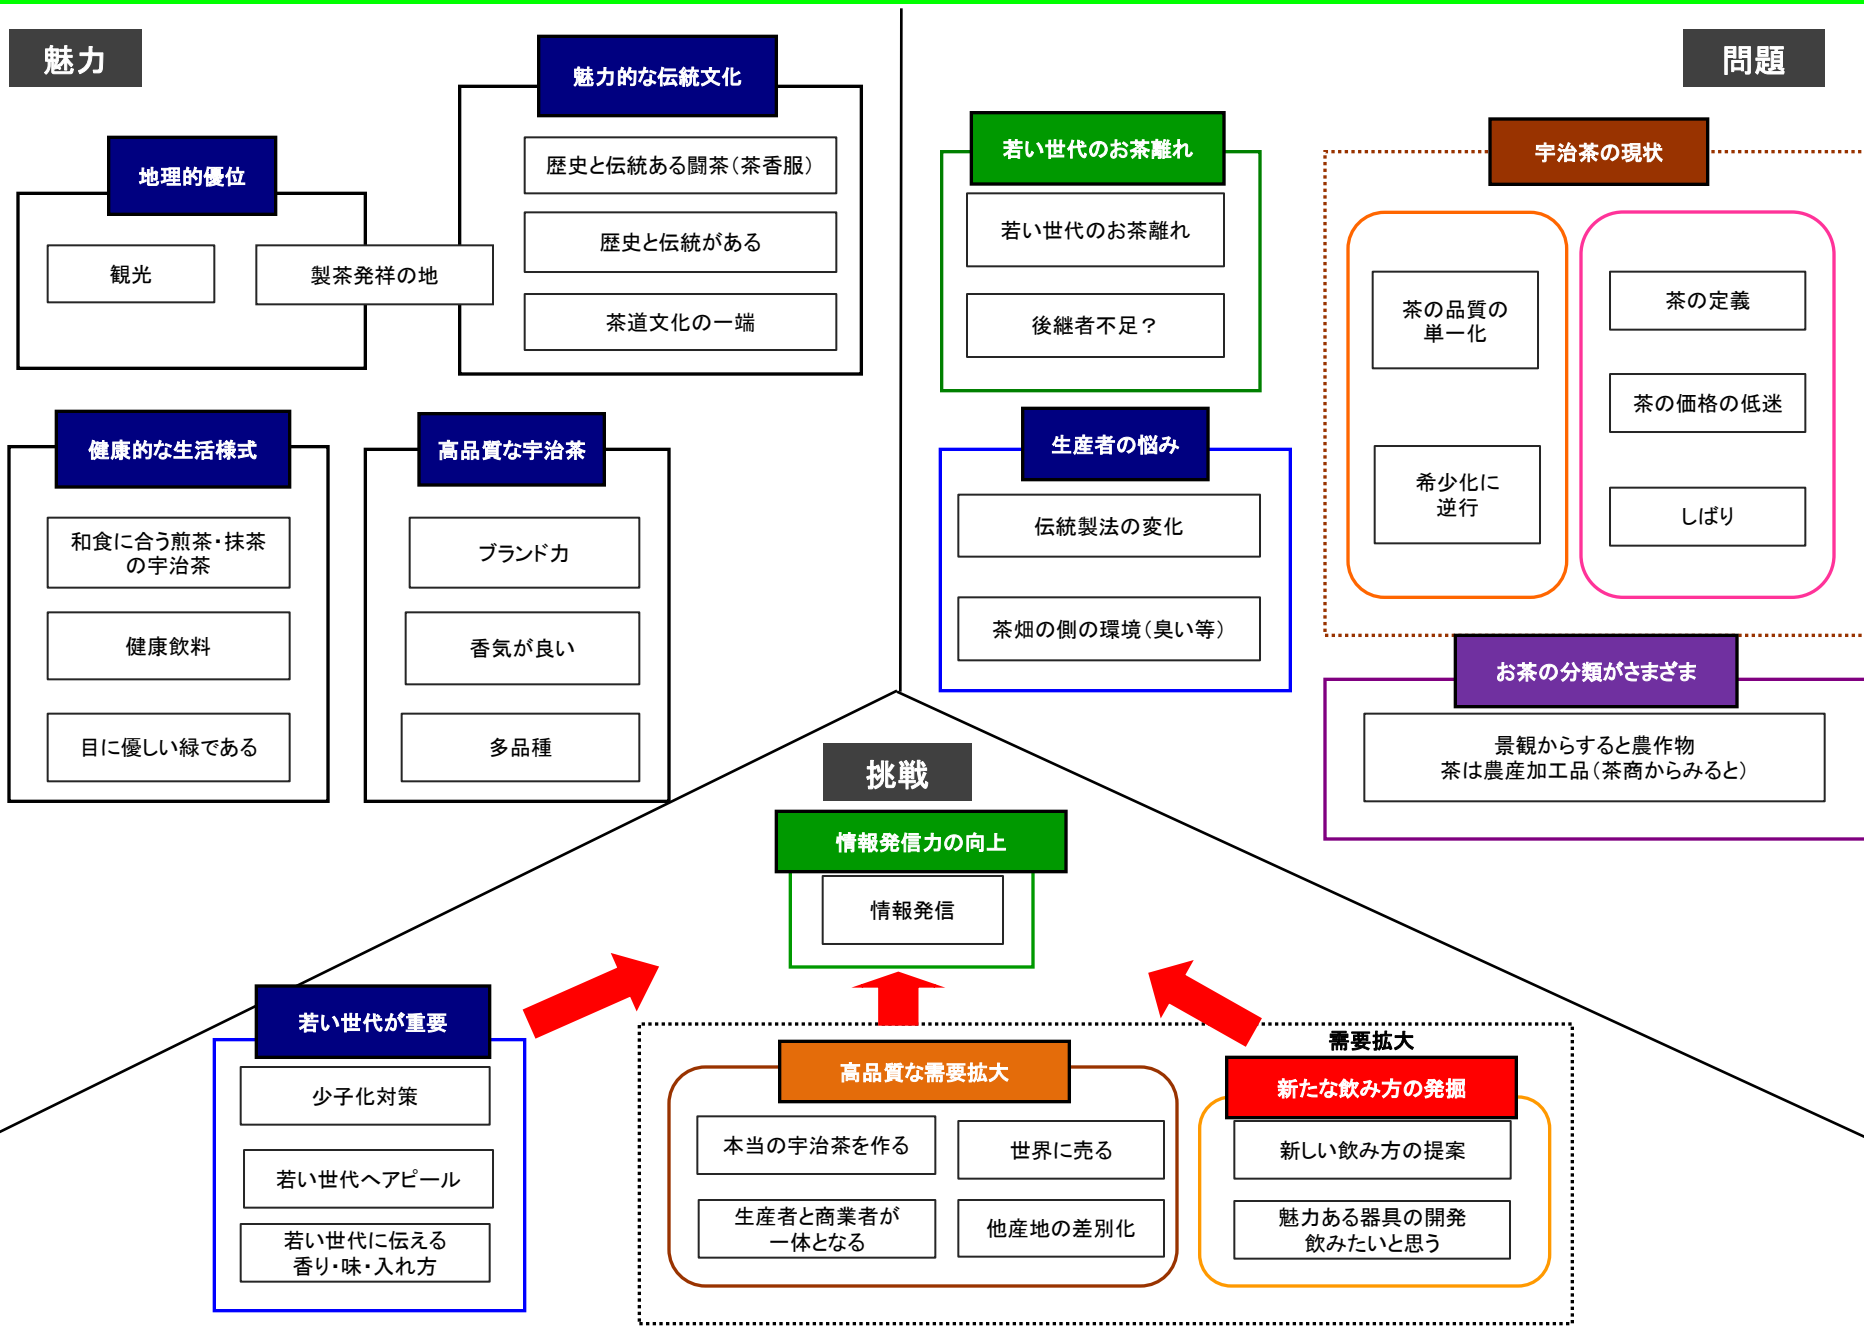 魅力
魅力的な伝統文化
歴史と伝統ある闘茶（茶香服）
歴史と伝統がある
茶道文化の一端
地理的優位
観光
製茶発祥の地
健康的な生活様式
和食に合う煎茶・抹茶
の宇治茶
健康飲料
目に優しい緑である
高品質な宇治茶
ブランド力
香気が良い
多品種
問題
若い世代のお茶離れ
若い世代のお茶離れ
後継者不足？
宇治茶の現状
茶の品質の
単一化
希少化に
逆行
茶の定義
茶の価格の低迷
しばり
生産者の悩み
伝統製法の変化
茶畑の側の環境（臭い等）
お茶の分類がさまざま
景観からすると農作物
茶は農産加工品（茶商からみると）
挑戦
情報発信力の向上
情報発信
若い世代が重要
少子化対策
若い世代へアピール
若い世代に伝える
香り・味・入れ方
需要拡大
高品質な需要拡大
本当の宇治茶を作る
世界に売る
生産者と商業者が
一体となる
他産地の差別化
新たな飲み方の発掘
新しい飲み方の提案
魅力ある器具の開発
飲みたいと思う